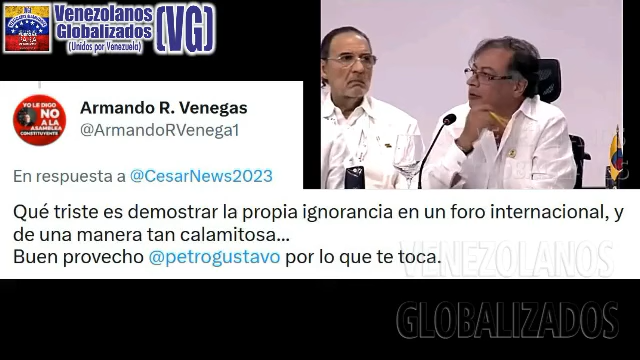 Venezolanos
Globalizados
(Unidos por Venezuela)
(VG)
YO LE DIGO
NO
A LA
ASAMBLEA
CONSTITUYENTE
Armando R. Venegas
@ArmandoRVenega1
En respuesta a @CesarNews2023
Qué triste es demostrar la propia ignorancia en un foro internacional, y
de una manera tan calamitosa...
Buen provecho @petrogustavo por lo que te toca.
VENEZOLANOS
GLOBALIZADOS